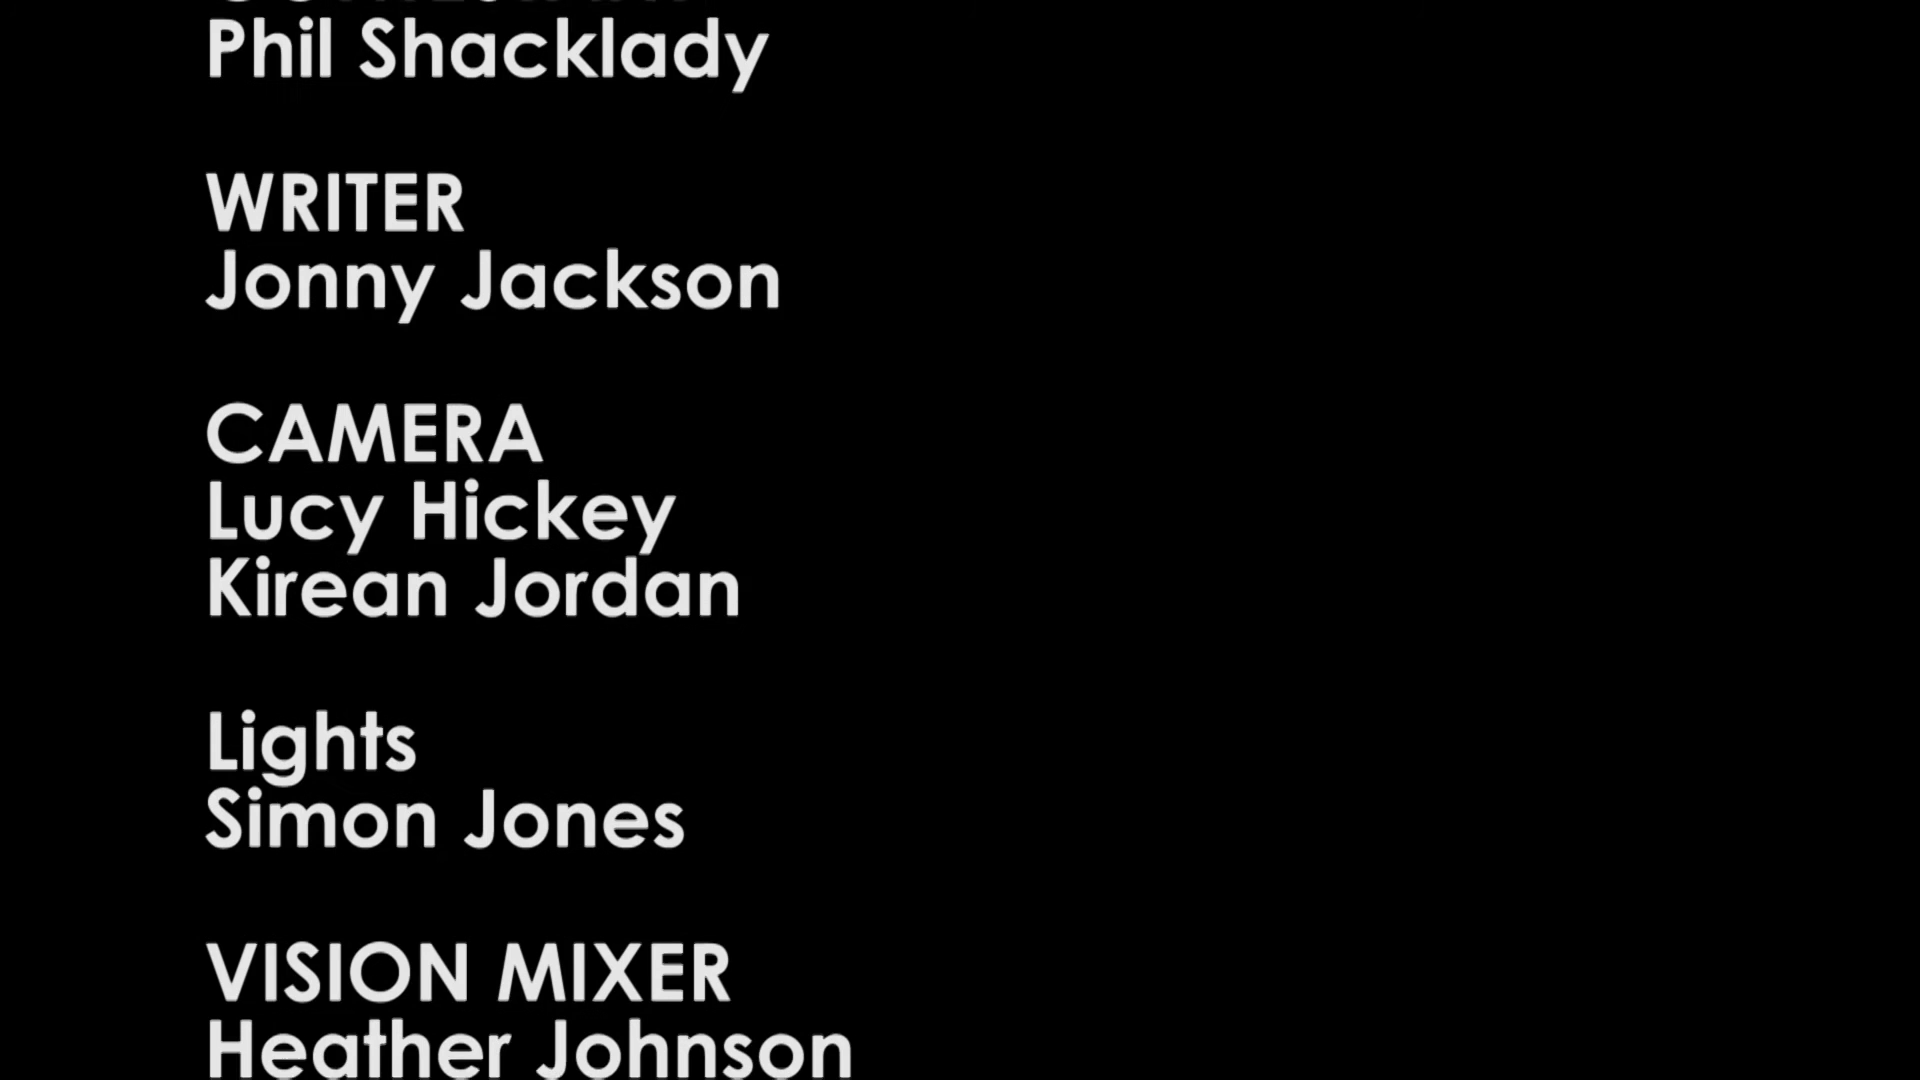 Phil Shacklady
WRITER
Jonny Jackson
CAMERA
Lucy Hickey
Kirean Jordan
Lights
Simon Jones
VISION MIXER
Heather Johnson